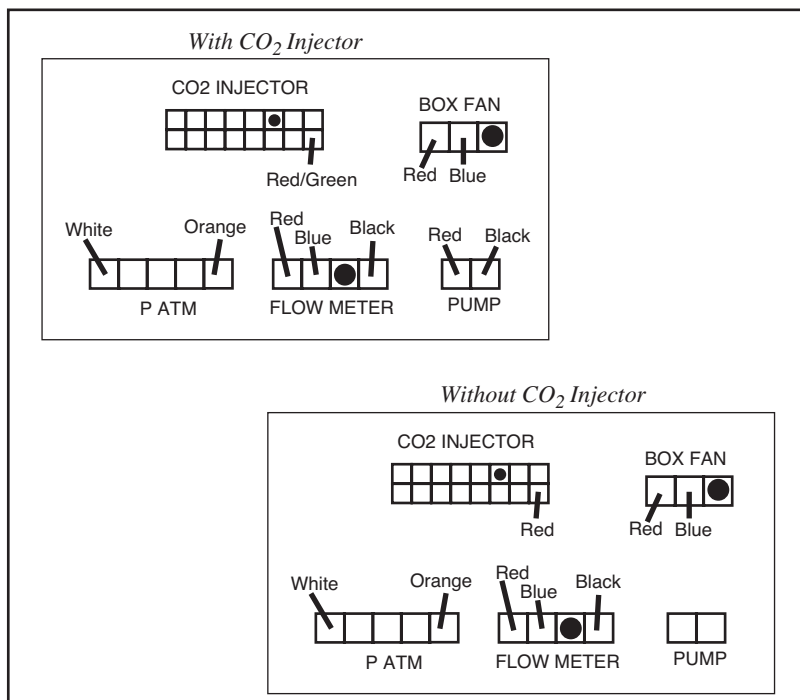 With CO2 Injector
CO2 INJECTOR
BOX FAN
Red/Green
Red Blue
White
Orange
Red
Blue
Black
Red
Black
P ATM
FLOW METER
PUMP
Without CO2 Injector
CO2 INJECTOR
BOX FAN
Red
Red Blue
White
Orange
Red
Blue
Black
P ATM
FLOW METER
PUMP